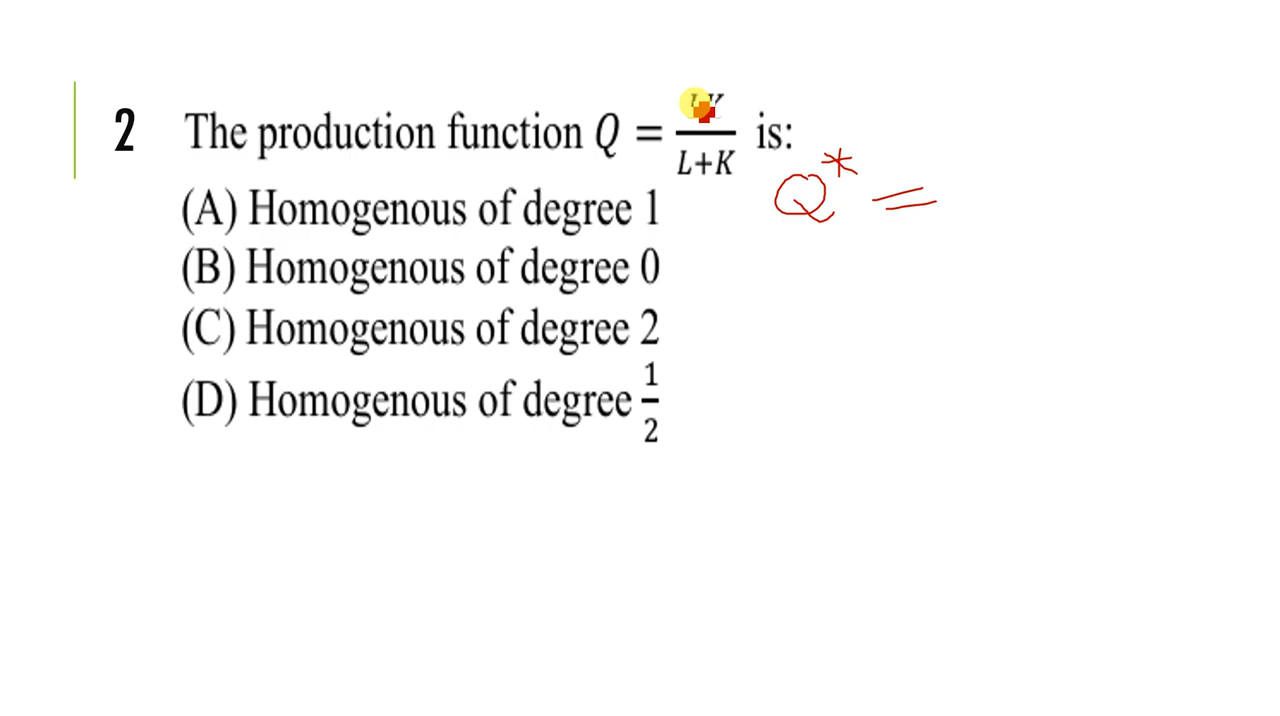 2 The production function Q = / L+K is:
Q* =
(A) Homogenous of degree 1
(B) Homogenous of degree 0
(C) Homogenous of degree 2
(D) Homogenous of degree 1/2